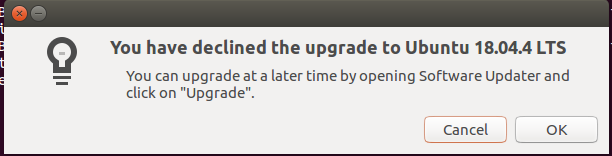 You have declined the upgrade to Ubuntu 18.04.4 LTS
You can upgrade at a later time by opening Software Updater and
click on "Upgrade".
Cancel
OK